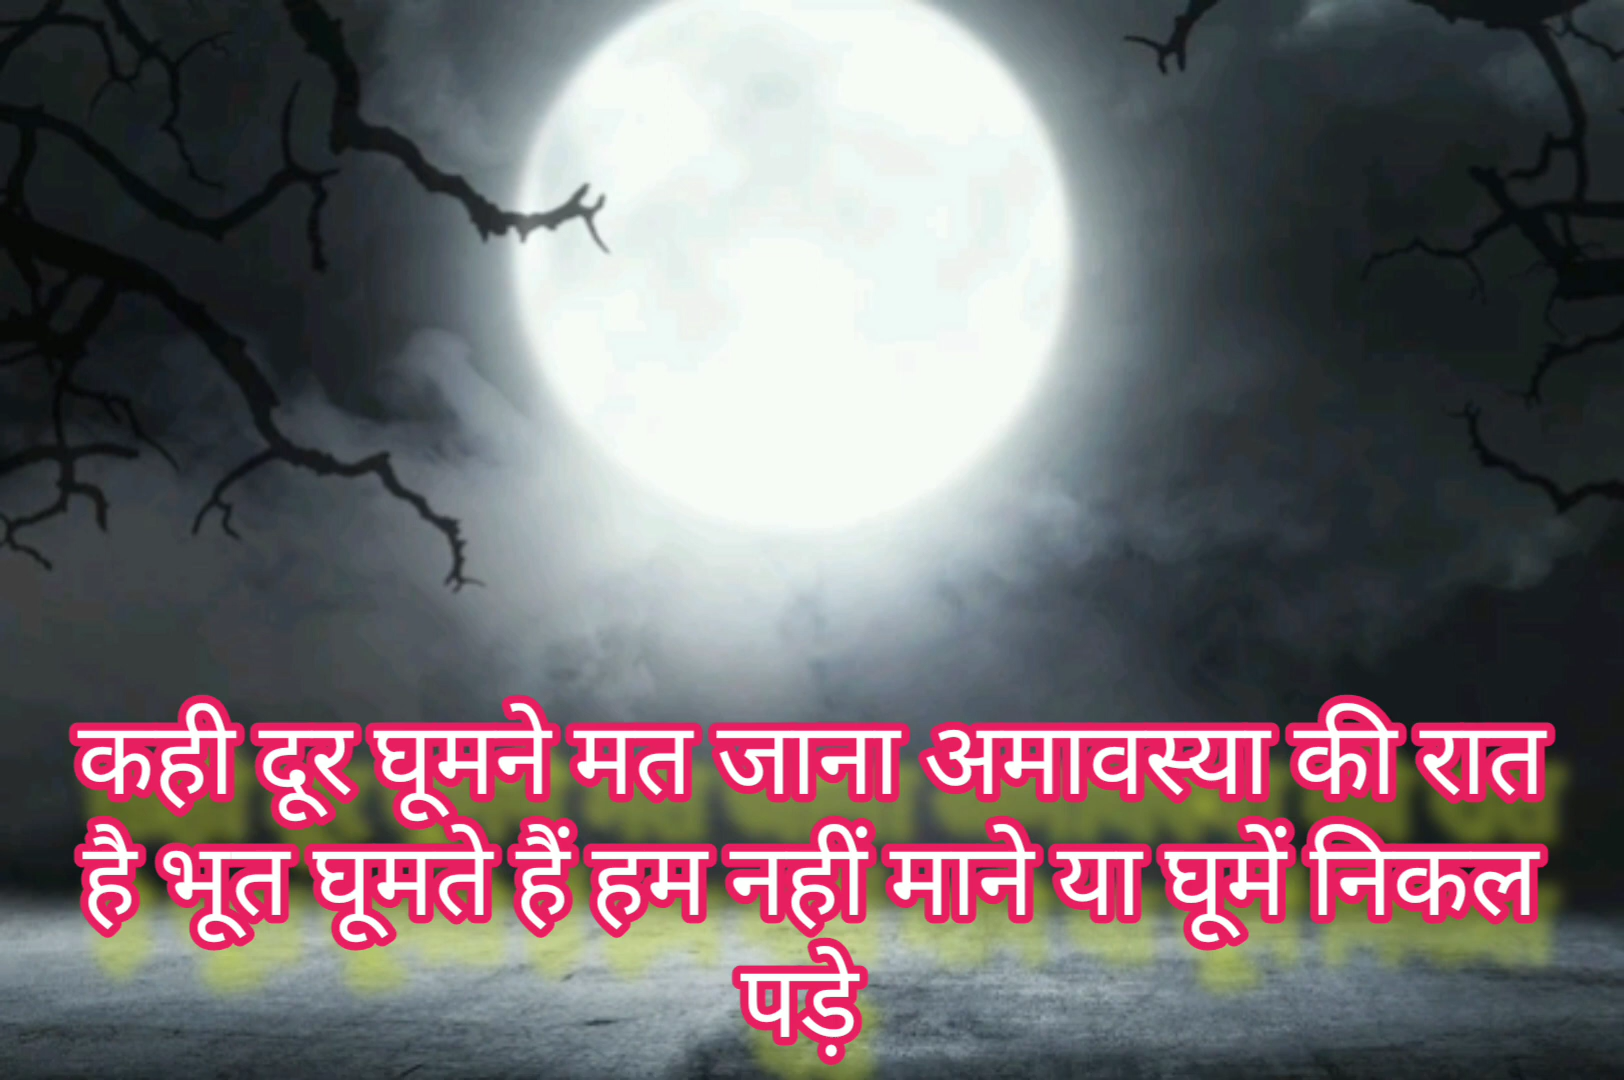 कही दूर घूमने मत जाना अमावस्या की रात
है भूत घूमते हैं हम नहीं माने या घूमें निकल
पड़े